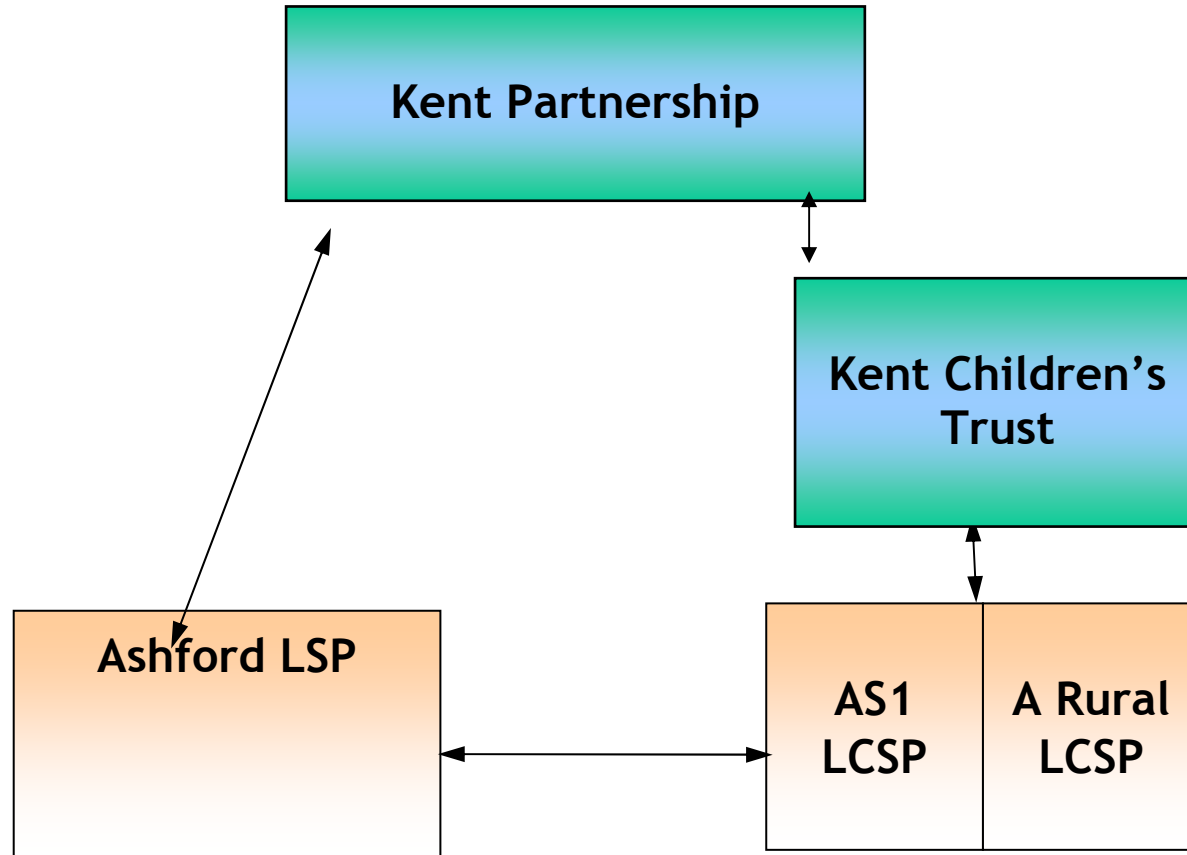 Kent Partnership
Kent Children’s
Trust
Ashford LSP
AS1
LCSP
A Rural
LCSP